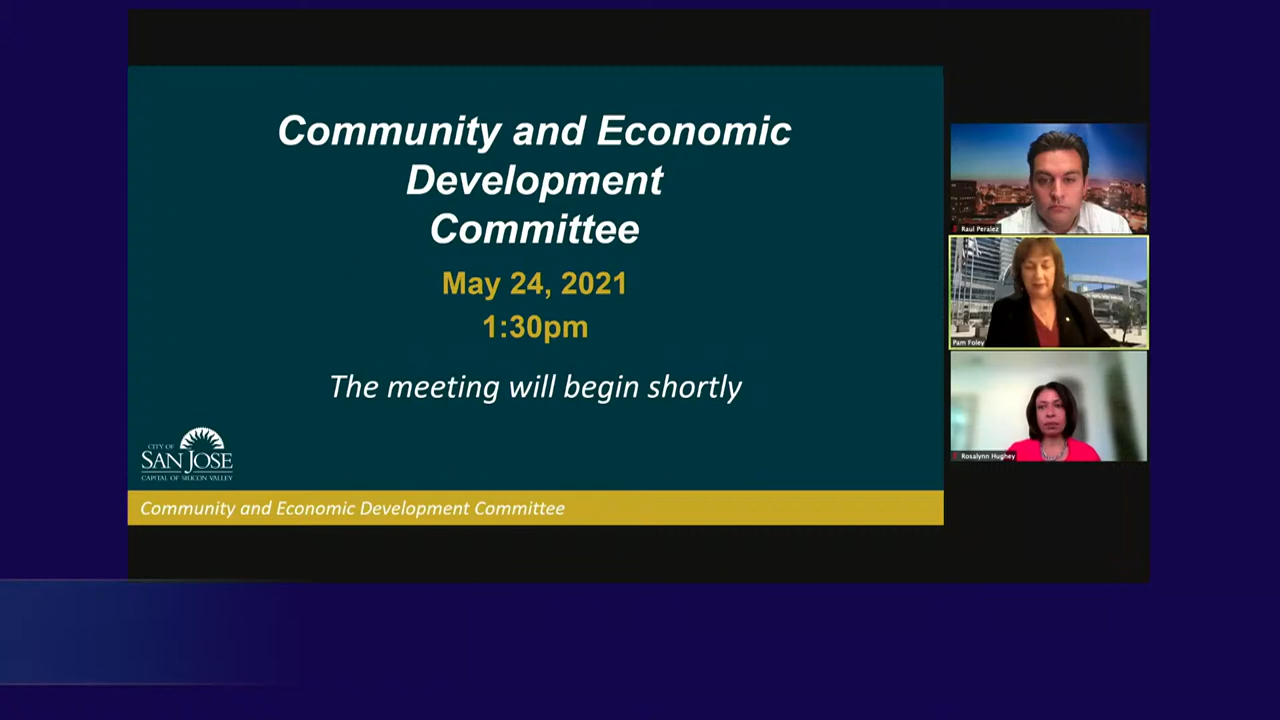 Community and Economic
Development
Committee
May 24, 2021
1:30pm
The meeting will begin shortly
CITY OF
SAN JOSE
CAPITAL OF SILICON VALLEY
Community and Economic Development Committee
Raul Peralez
Pam Foley
Rosalynn Hughey